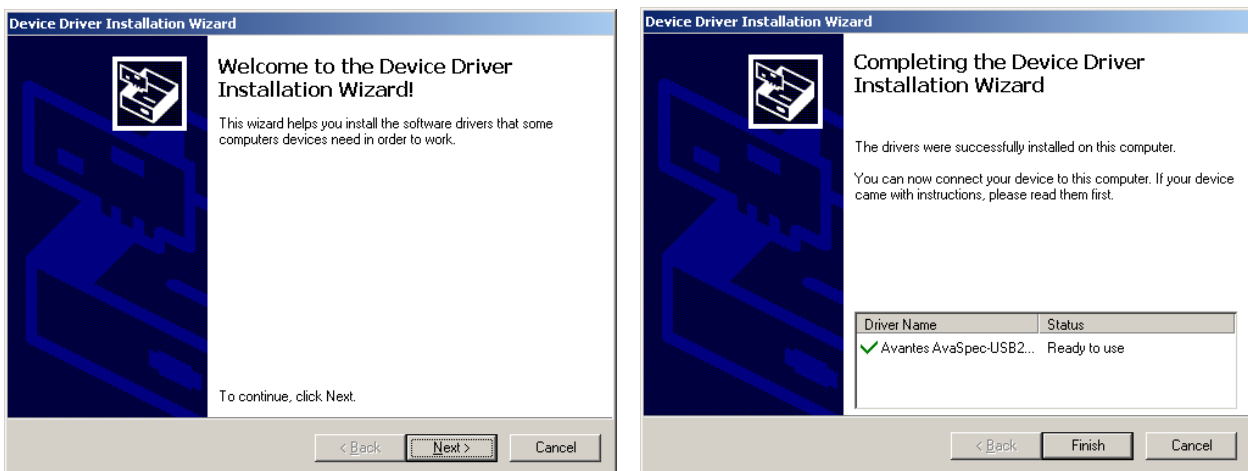 Device Driver Installation Wizard
Welcome to the Device Driver
Installation Wizard!
This wizard helps you install the software drivers that some
computers devices need in order to work.
To continue, click Next.
< Back
Next >
Cancel
Device Driver Installation Wizard
Completing the Device Driver
Installation Wizard
The drivers were successfully installed on this computer.
You can now connect your device to this computer. If your device
came with instructions, please read them first.
Driver Name Status
Avantes AvaSpec-USB2... Ready to use
< Back
Finish
Cancel